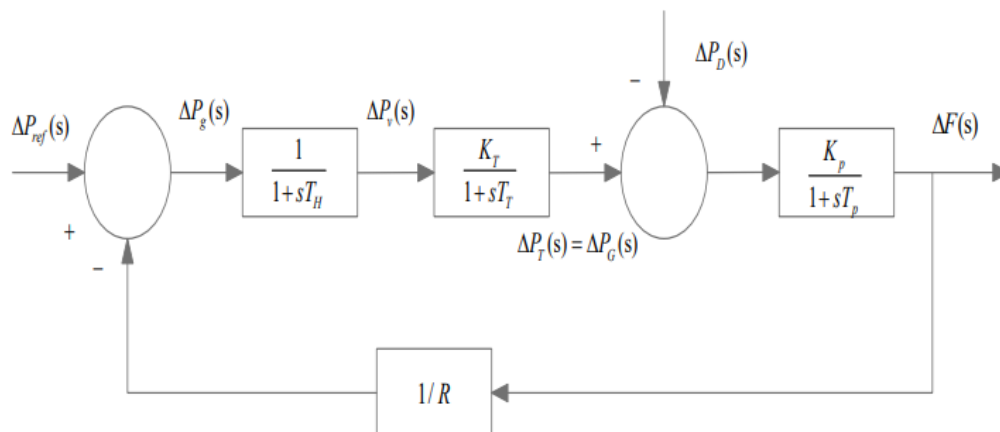 ΔP_D(s)
−
ΔP_ref(s)
ΔP_g(s)
ΔP_v(s)
ΔF(s)
1
1+sT_H
K_T
1+sT_T
+
K_p
1+sT_p
+
ΔP_T(s) = ΔP_G(s)
−
1/R